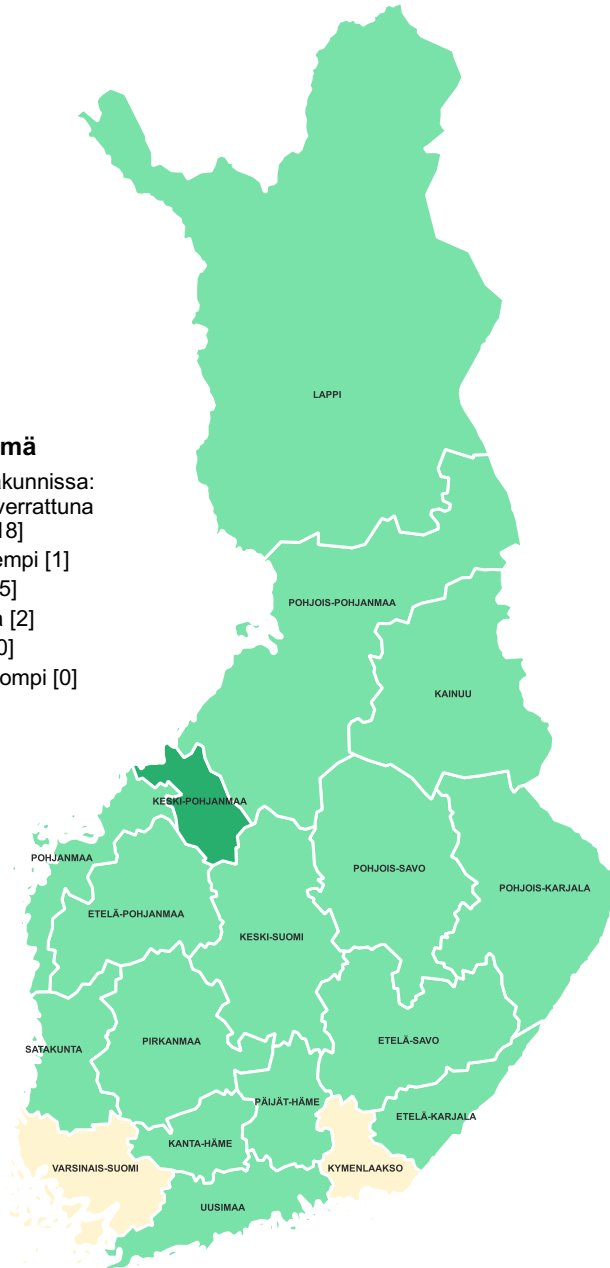 LAPPI
mä
akunnissa:
verrattuna
18]
empi [1]
5]
a [2]
0]
ompi [0]
POHJOIS-POHJANMAA
KAINUU
KESKI-POHJANMAA
POHJANMAA
POHJOIS-SAVO
POHJOIS-KARJALA
ETELÄ-POHJANMAA
KESKI-SUOMI
SATAKUNTA
PIRKANMAA
ETELÄ-SAVO
PÄIJÄT-HÄME
ETELÄ-KARJALA
KANTA-HÄME
VARSINAIS-SUOMI
KYMENLAAKSO
UUSIMAA